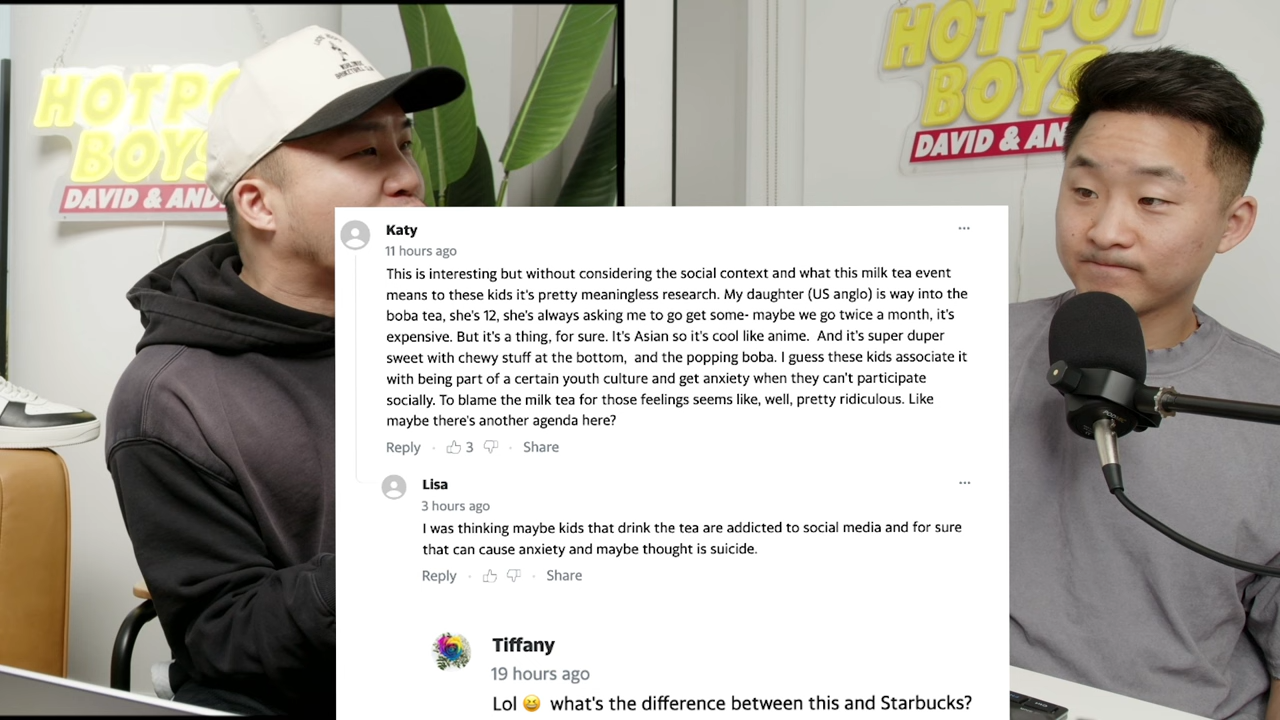 HOT PO
BOYS
DAVID & AND
HOT POT
BOYS
DAVID & AN
Katy
11 hours ago
This is interesting but without considering the social context and what this milk tea event
means to these kids it's pretty meaningless research. My daughter (US anglo) is way into the
boba tea, she's 12, she's always asking me to go get some- maybe we go twice a month, it's
expensive. But it's a thing, for sure. It's Asian so it's cool like anime. And it's super duper
sweet with chewy stuff at the bottom, and the popping boba. I guess these kids associate it
with being part of a certain youth culture and get anxiety when they can't participate
socially. To blame the milk tea for those feelings seems like, well, pretty ridiculous. Like
maybe there's another agenda here?
Reply · 3 · Share
Lisa
3 hours ago
I was thinking maybe kids that drink the tea are addicted to social media and for sure
that can cause anxiety and maybe thought is suicide.
Reply · · Share
Tiffany
19 hours ago
Lol 😆 what's the difference between this and Starbucks?